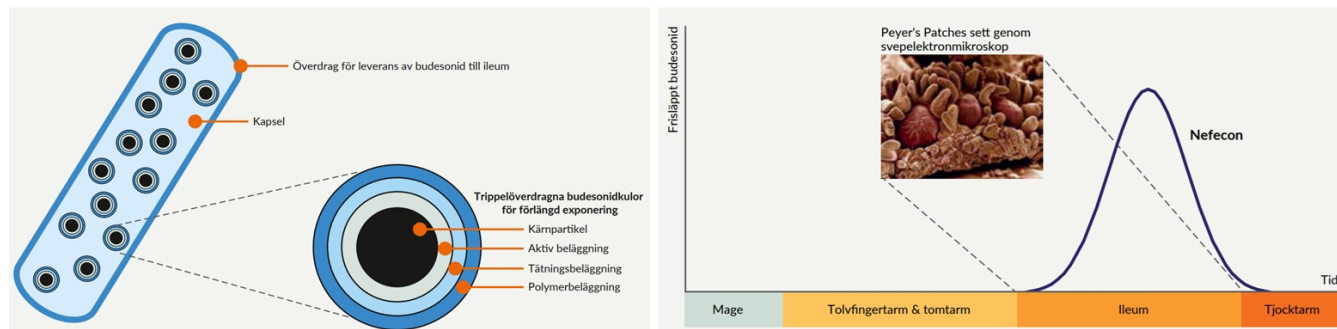 Överdrag för leverans av budesonid till ileum
Kapsel
Trippelöverdragna budesonidkulor
för förlängd exponering
Kärnpartikel
Aktiv beläggning
Tätningsbeläggning
Polymerbeläggning
Frisläppt budesonid
Peyer's Patches sett genom
svepelektronmikroskop
Nefecon
Tid
Mage
Tolvfingertarm & tomtarm
Ileum
Tjocktarm